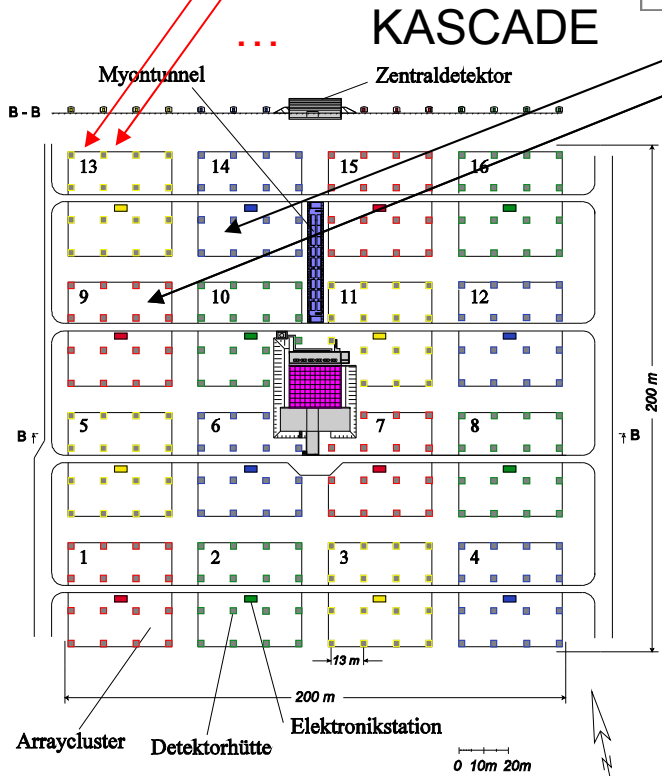 ...
KASCADE
Myontunnel
Zentraldetektor
B - B
13
14
15
16
9
10
11
12
200 m
B
5
6
7
8
B
1
2
3
4
13 m
200 m
Elektronikstation
Arraycluster
Detektorhütte
0 10m 20m